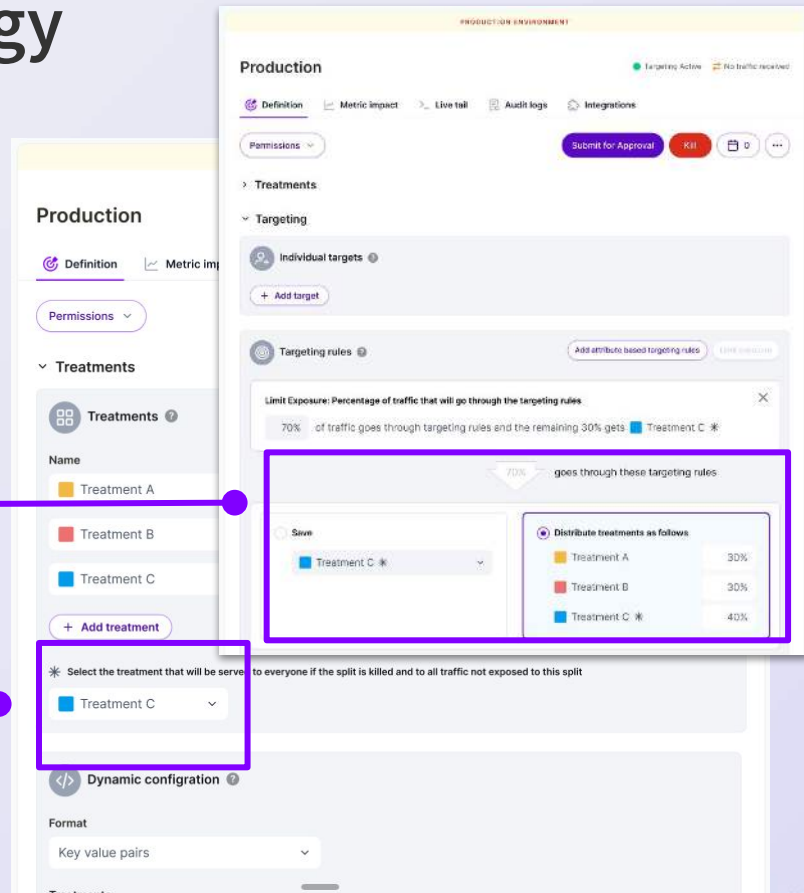 gy
PRODUCTION ENVIRONMENT
Production
Targeting Active No traffic received
Definition Metric impact Live tail Audit logs Integrations
Permissions
Submit for Approval Kill 0
Treatments
Targeting
Individual targets
+ Add target
Targeting rules
Add attribute based targeting rules
Limit Exposure: Percentage of traffic that will go through the targeting rules
70% of traffic goes through targeting rules and the remaining 30% gets Treatment C
70% goes through these targeting rules
Save
Treatment C
Distribute treatments as follows
Treatment A 30%
Treatment B 30%
Treatment C 40%
Production
Definition Metric imp
Permissions
Treatments
Treatments
Name
Treatment A
Treatment B
Treatment C
+ Add treatment
Select the treatment that will be served to everyone if the split is killed and to all traffic not exposed to this split
Treatment C
Dynamic configration
Format
Key value pairs